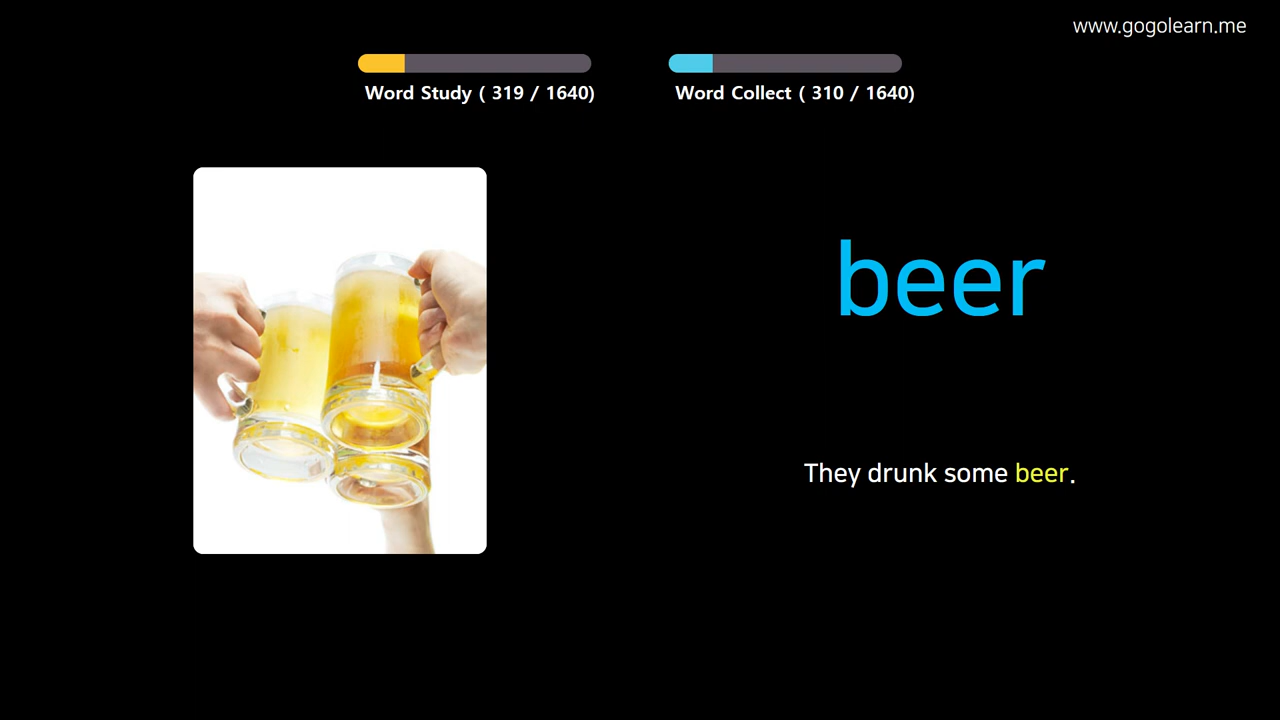 www.gogolearn.me
Word Study ( 319 / 1640)
Word Collect ( 310 / 1640)
beer
They drunk some beer.